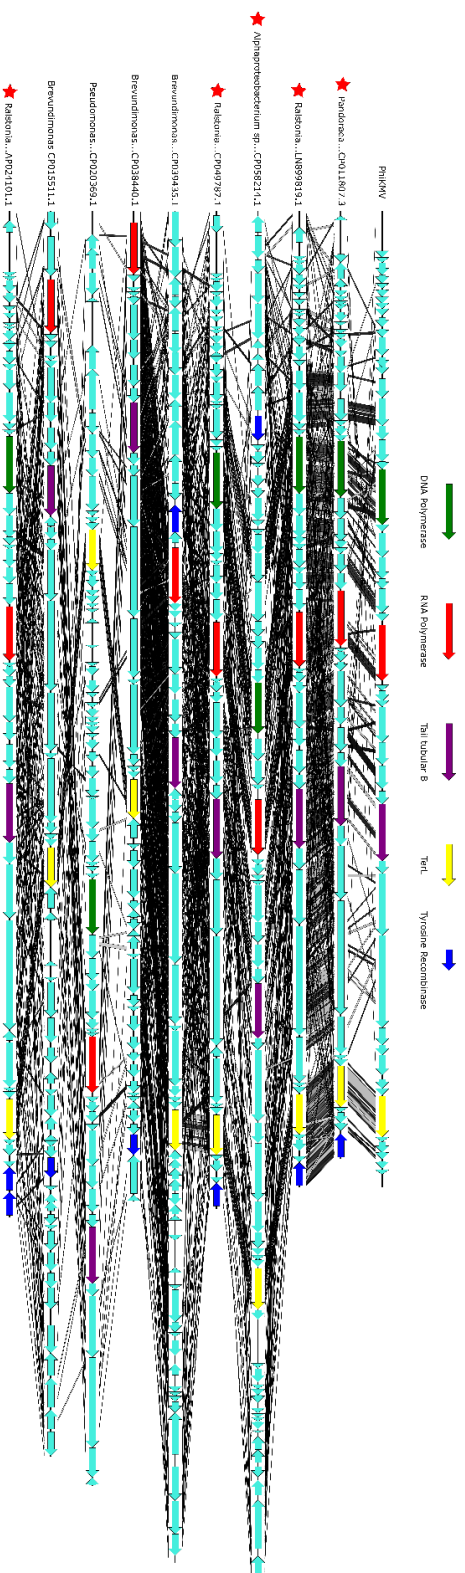 PhiKMV
Pandoraea...CP011807.3
Ralstonia...LN899819.1
Alphaproteobacterium sp...CP058214.1
Ralstonia...CP049787.1
Brevundimonas...CP039435.1
Brevundimonas...CP038440.1
Pseudomonas...CP020369.1
Brevundimonas CP015511.1
Ralstonia...AP024101.1
DNA Polymerase
RNA Polymerase
Tail tubular B
TerL
Tyrosine Recombinase